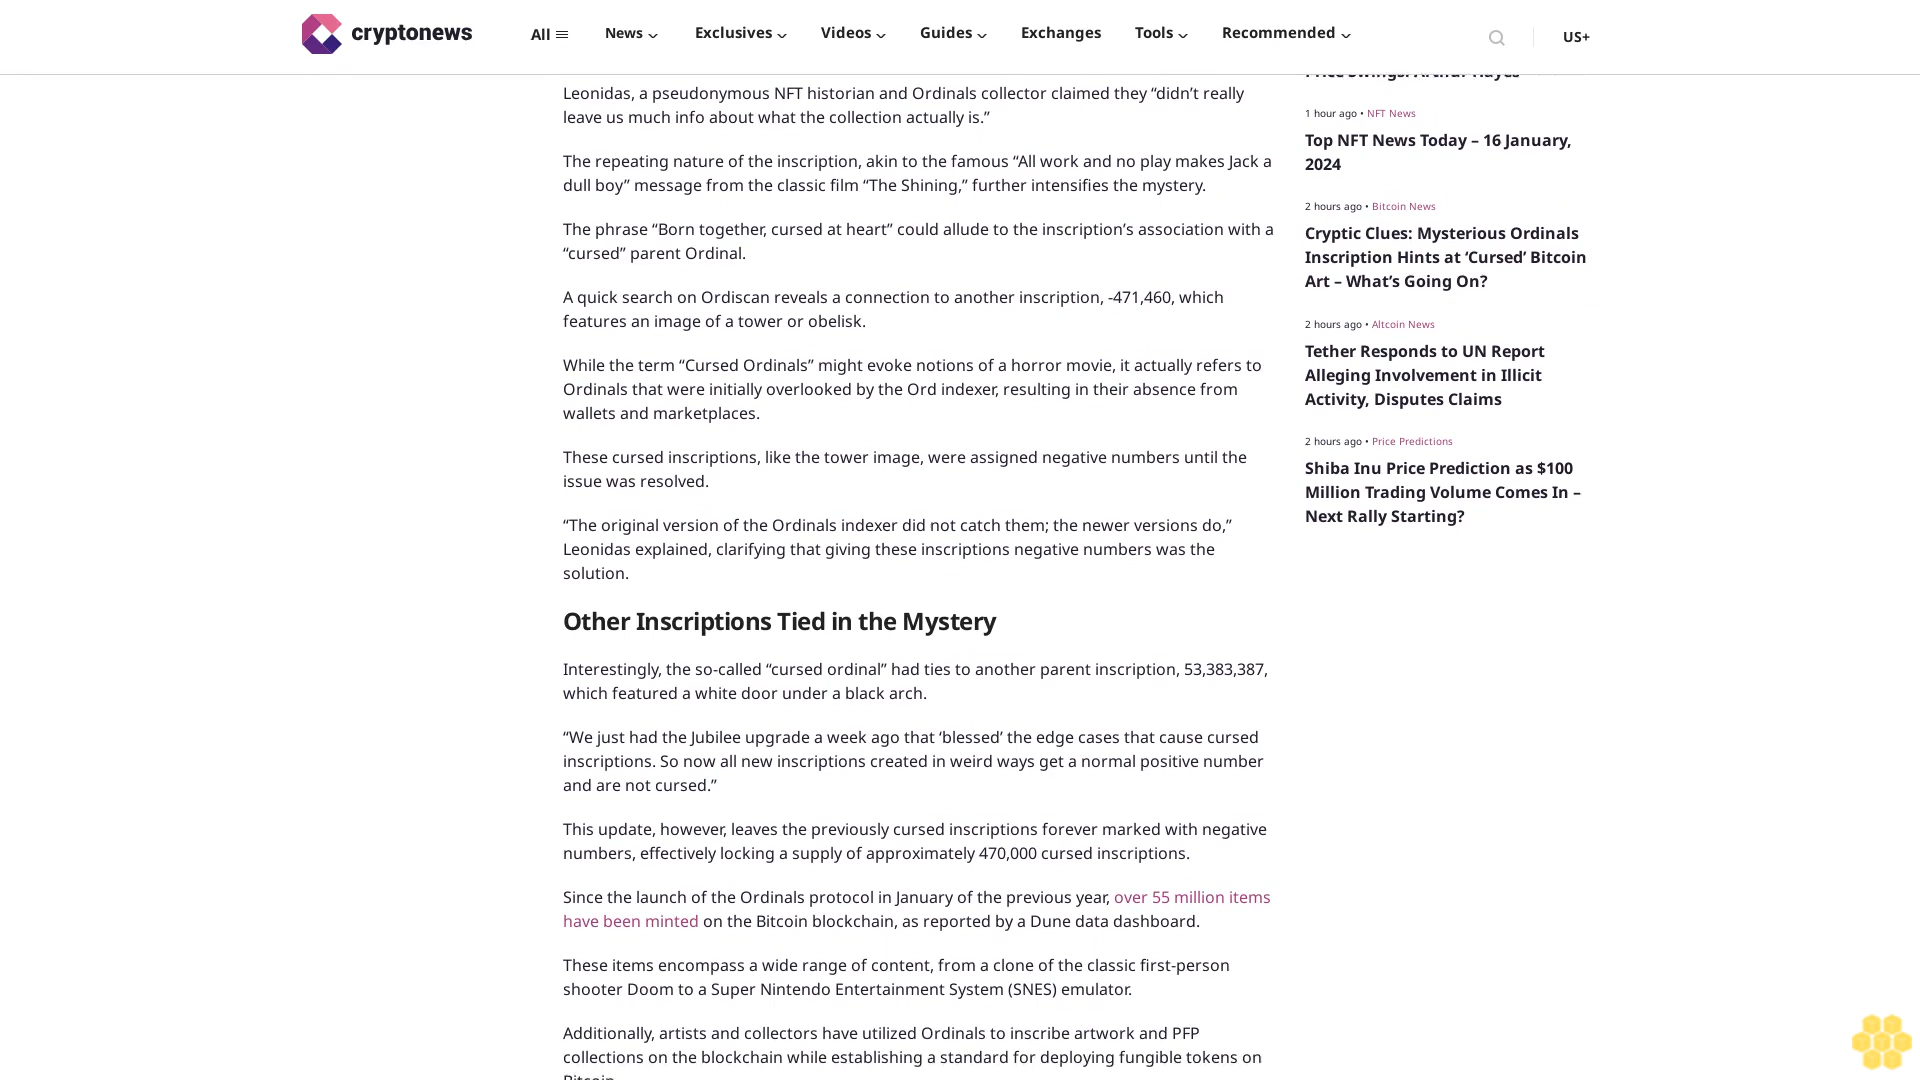 cryptonews
All
News
Exclusives
Videos
Guides
Exchanges
Tools
Recommended
US+
Leonidas, a pseudonymous NFT historian and Ordinals collector claimed they “didn’t really
leave us much info about what the collection actually is.”
The repeating nature of the inscription, akin to the famous “All work and no play makes Jack a
dull boy” message from the classic film “The Shining,” further intensifies the mystery.
The phrase “Born together, cursed at heart” could allude to the inscription’s association with a
“cursed” parent Ordinal.
A quick search on Ordiscan reveals a connection to another inscription, -471,460, which
features an image of a tower or obelisk.
While the term “Cursed Ordinals” might evoke notions of a horror movie, it actually refers to
Ordinals that were initially overlooked by the Ord indexer, resulting in their absence from
wallets and marketplaces.
These cursed inscriptions, like the tower image, were assigned negative numbers until the
issue was resolved.
“The original version of the Ordinals indexer did not catch them; the newer versions do,”
Leonidas explained, clarifying that giving these inscriptions negative numbers was the
solution.
Other Inscriptions Tied in the Mystery
Interestingly, the so-called “cursed ordinal” had ties to another parent inscription, 53,383,387,
which featured a white door under a black arch.
“We just had the Jubilee upgrade a week ago that ‘blessed’ the edge cases that cause cursed
inscriptions. So now all new inscriptions created in weird ways get a normal positive number
and are not cursed.”
This update, however, leaves the previously cursed inscriptions forever marked with negative
numbers, effectively locking a supply of approximately 470,000 cursed inscriptions.
Since the launch of the Ordinals protocol in January of the previous year, over 55 million items
have been minted on the Bitcoin blockchain, as reported by a Dune data dashboard.
These items encompass a wide range of content, from a clone of the classic first-person
shooter Doom to a Super Nintendo Entertainment System (SNES) emulator.
Additionally, artists and collectors have utilized Ordinals to inscribe artwork and PFP
collections on the blockchain while establishing a standard for deploying fungible tokens on
Bitcoin
Price Swings: Arthur Hayes
1 hour ago • NFT News
Top NFT News Today – 16 January,
2024
2 hours ago • Bitcoin News
Cryptic Clues: Mysterious Ordinals
Inscription Hints at ‘Cursed’ Bitcoin
Art – What’s Going On?
2 hours ago • Altcoin News
Tether Responds to UN Report
Alleging Involvement in Illicit
Activity, Disputes Claims
2 hours ago • Price Predictions
Shiba Inu Price Prediction as $100
Million Trading Volume Comes In –
Next Rally Starting?